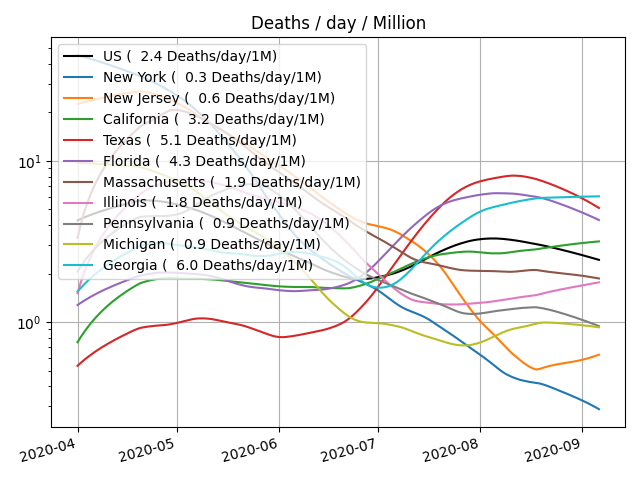 Deaths / day / Million
US (  2.4 Deaths/day/1M)
New York (  0.3 Deaths/day/1M)
New Jersey (  0.6 Deaths/day/1M)
California (  3.2 Deaths/day/1M)
Texas (  5.1 Deaths/day/1M)
Florida (  4.3 Deaths/day/1M)
Massachusetts (  1.9 Deaths/day/1M)
Illinois (  1.8 Deaths/day/1M)
Pennsylvania (  0.9 Deaths/day/1M)
Michigan (  0.9 Deaths/day/1M)
Georgia (  6.0 Deaths/day/1M)
10¹
10⁰
2020-04 2020-05 2020-06 2020-07 2020-08 2020-09